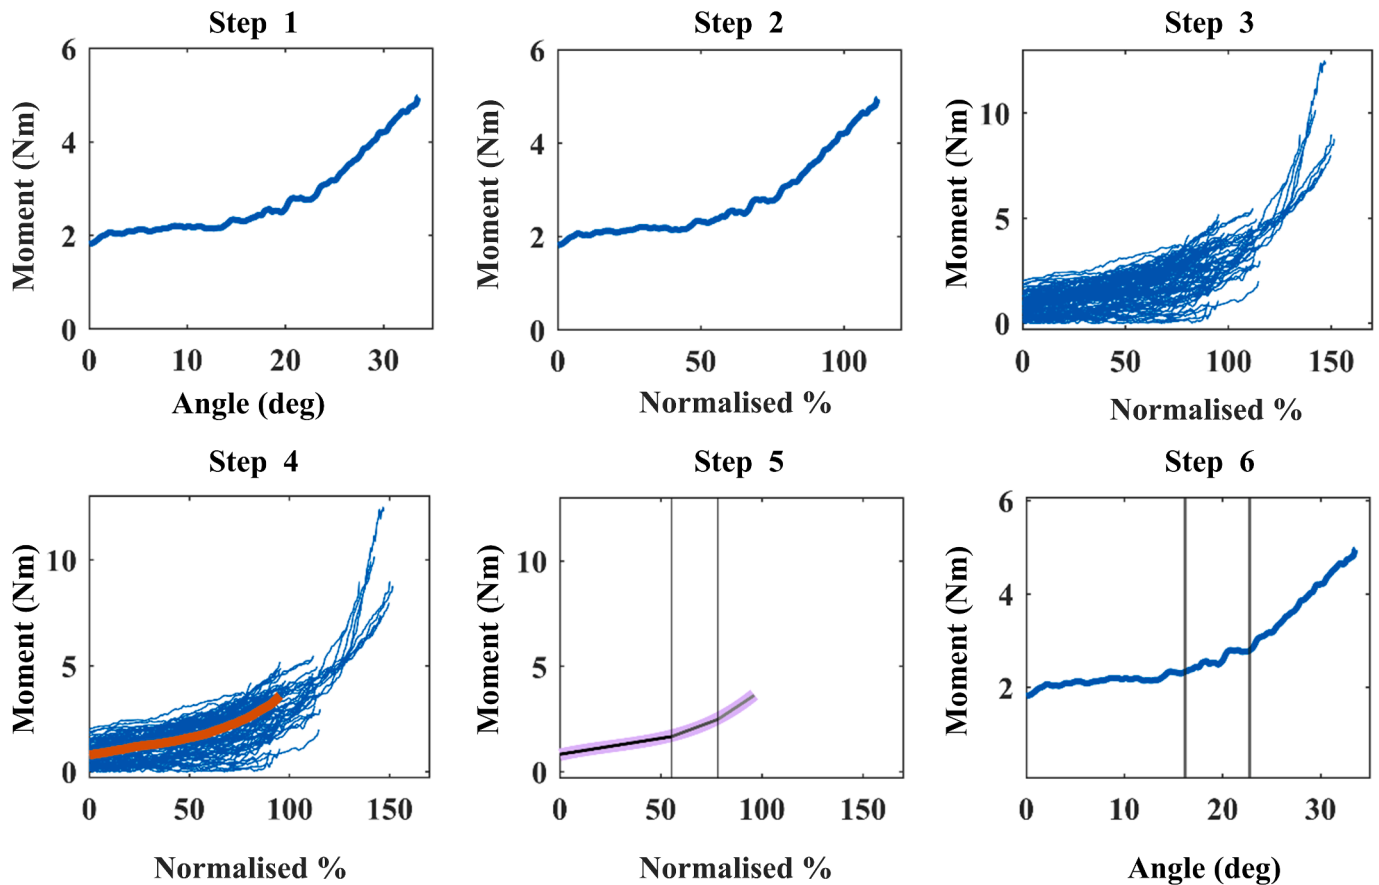 Step 1
6
4
2
0
Moment (Nm)
0 10 20 30
Angle (deg)
Step 2
6
4
2
0
Moment (Nm)
0 50 100
Normalised %
Step 3
10
5
0
Moment (Nm)
0 50 100 150
Normalised %
Step 4
10
5
0
Moment (Nm)
0 50 100 150
Normalised %
Step 5
10
5
0
Moment (Nm)
0 50 100 150
Normalised %
Step 6
6
4
2
Moment (Nm)
0 10 20 30
Angle (deg)